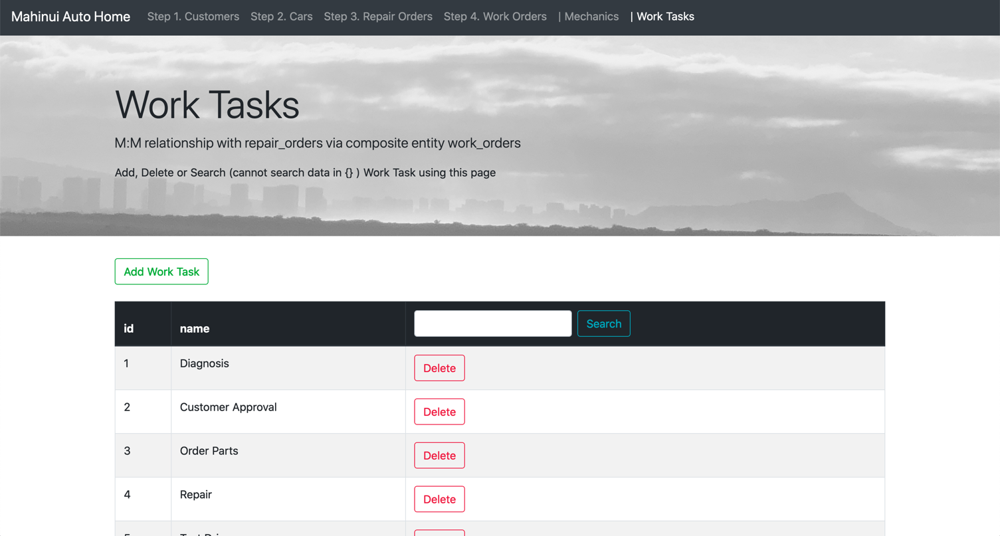 Mahinui Auto Home Step 1. Customers Step 2. Cars Step 3. Repair Orders Step 4. Work Orders | Mechanics | Work Tasks
Work Tasks
M:M relationship with repair_orders via composite entity work_orders
Add, Delete or Search (cannot search data in {} ) Work Task using this page
Add Work Task
id name Search
1 Diagnosis Delete
2 Customer Approval Delete
3 Order Parts Delete
4 Repair Delete